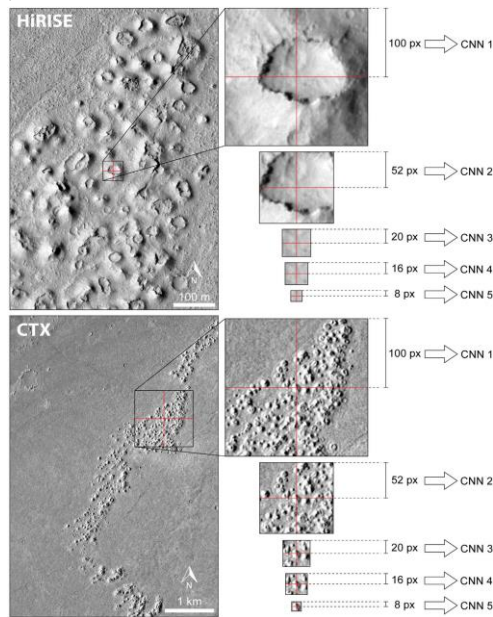 HiRISE
100 px
CNN 1
52 px
CNN 2
20 px
CNN 3
16 px
CNN 4
8 px
CNN 5
N
100 m
CTX
100 px
CNN 1
52 px
CNN 2
20 px
CNN 3
16 px
CNN 4
8 px
CNN 5
N
1 km